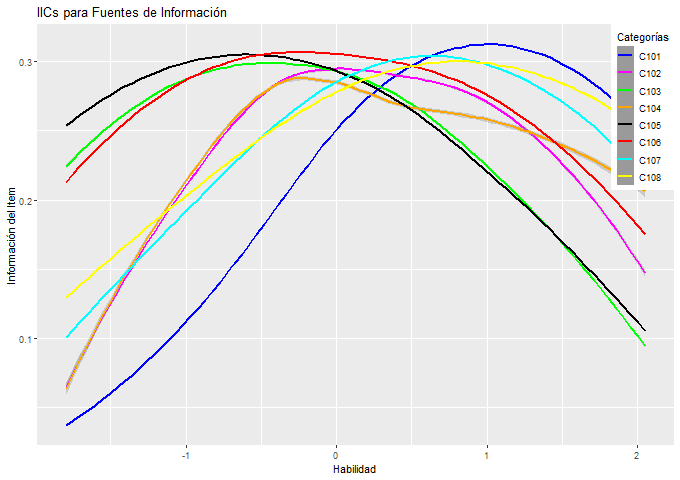 IICs para Fuentes de Información
Categorías
C101
C102
C103
C104
C105
C106
C107
C108
Información del Ítem
0.3
0.2
0.1
-1
0
1
2
Habilidad